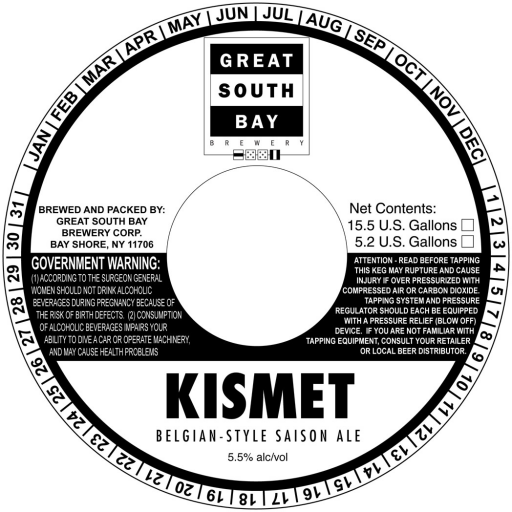 JAN | FEB | MAR | APR | MAY | JUN | JUL | AUG | SEP | OCT | NOV | DEC
GREAT
SOUTH
BAY
BREWERY
BREWED AND PACKED BY:
GREAT SOUTH BAY
BREWERY CORP.
BAY SHORE, NY 11706
Net Contents:
15.5 U.S. Gallons
5.2 U.S. Gallons
GOVERNMENT WARNING:
(1) ACCORDING TO THE SURGEON GENERAL
WOMEN SHOULD NOT DRINK ALCOHOLIC
BEVERAGES DURING PREGNANCY BECAUSE OF
THE RISK OF BIRTH DEFECTS. (2) CONSUMPTION
OF ALCOHOLIC BEVERAGES IMPAIRS YOUR
ABILITY TO DIVE A CAR OR OPERATE MACHINERY,
AND MAY CAUSE HEALTH PROBLEMS
ATTENTION - READ BEFORE TAPPING
THIS KEG MAY RUPTURE AND CAUSE
INJURY IF OVER PRESSURIZED WITH
COMPRESSED AIR OR CARBON DIOXIDE.
TAPPING SYSTEM AND PRESSURE
REGULATOR SHOULD EACH BE EQUIPPED
WITH A PRESSURE RELIEF (BLOW OFF)
DEVICE. IF YOU ARE NOT FAMILIAR WITH
TAPPING EQUIPMENT, CONSULT YOUR RETAILER
OR LOCAL BEER DISTRIBUTOR.
KISMET
BELGIAN-STYLE SAISON ALE
5.5% alc/vol
1 | 2 | 3 | 4 | 5 | 6 | 7 | 8 | 9 | 10 | 11 | 12 | 13 | 14 | 15 | 16 | 17 | 18 | 19 | 20 | 21 | 22 | 23 | 24 | 25 | 26 | 27 | 28 | 29 | 30 | 31